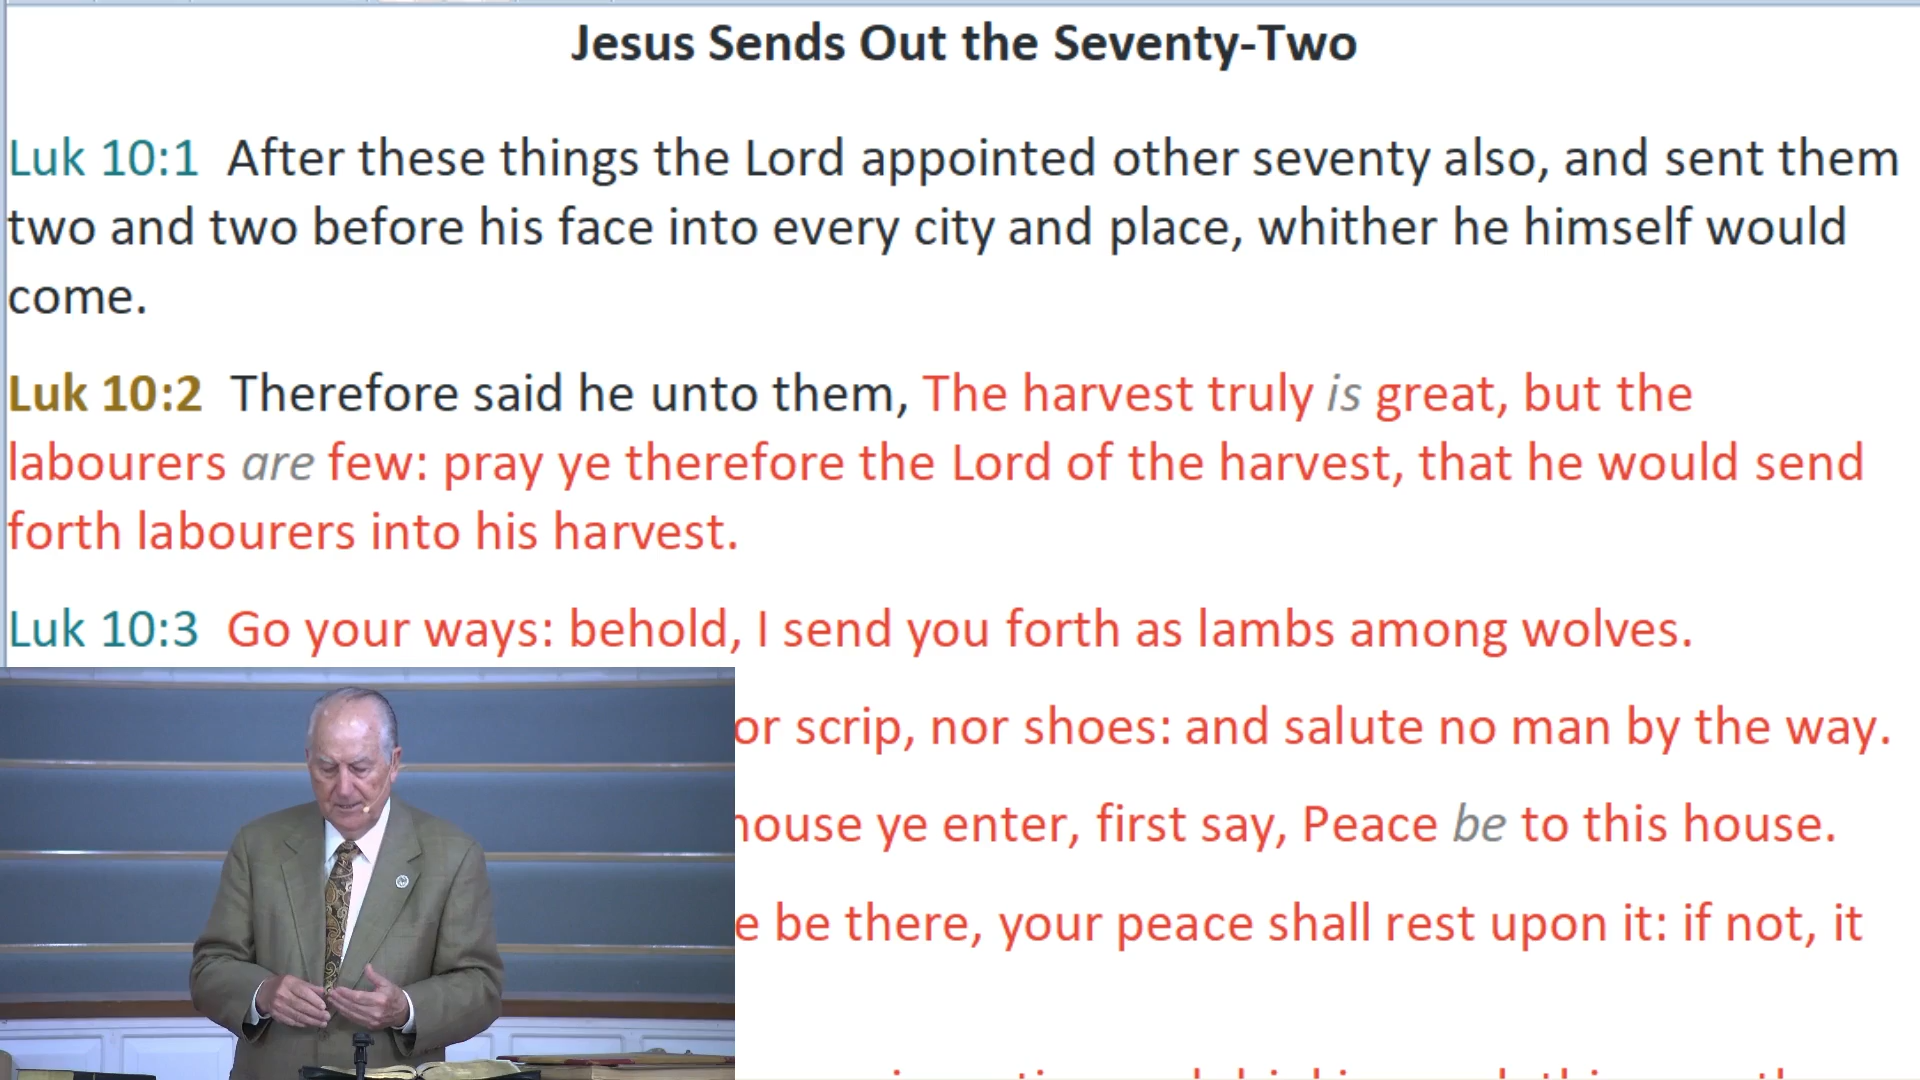 Jesus Sends Out the Seventy-Two
Luk 10:1 After these things the Lord appointed other seventy also, and sent them
two and two before his face into every city and place, whither he himself would
come.
Luk 10:2 Therefore said he unto them, The harvest truly is great, but the
labourers are few: pray ye therefore the Lord of the harvest, that he would send
forth labourers into his harvest.
Luk 10:3 Go your ways: behold, I send you forth as lambs among wolves.
or scrip, nor shoes: and salute no man by the way.
house ye enter, first say, Peace be to this house.
e be there, your peace shall rest upon it: if not, it